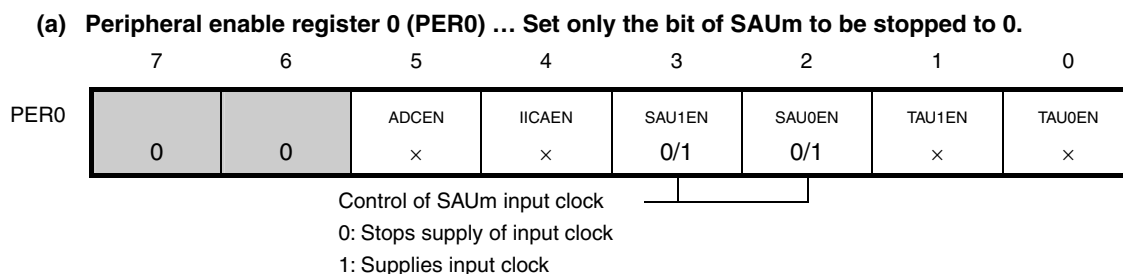 (a) Peripheral enable register 0 (PER0) … Set only the bit of SAUm to be stopped to 0.
7 6 5 4 3 2 1 0
PER0
ADCEN IICAEN SAU1EN SAU0EN TAU1EN TAU0EN
0 0 × × 0/1 0/1 × ×
Control of SAUm input clock
0: Stops supply of input clock
1: Supplies input clock